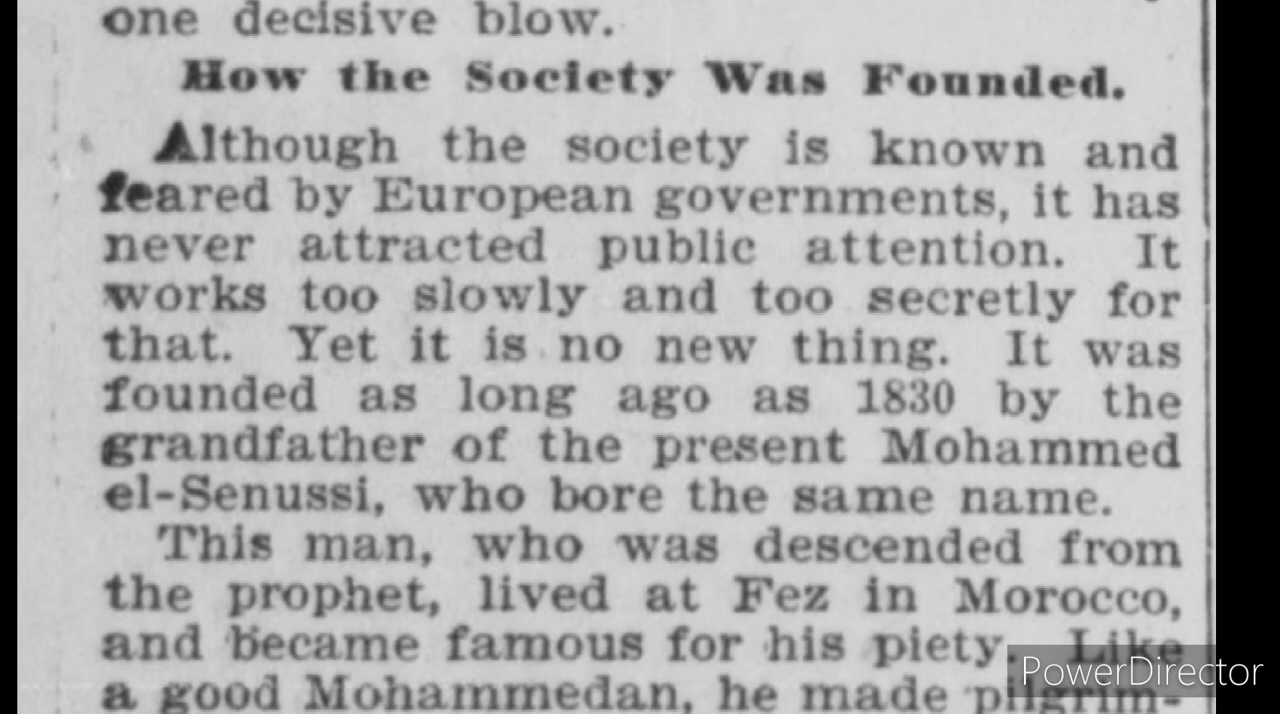 one decisive blow.
How the Society Was Founded.
Although the society is known and
feared by European governments, it has
never attracted public attention. It
works too slowly and too secretly for
that. Yet it is no new thing. It was
founded as long ago as 1830 by the
grandfather of the present Mohammed
el-Senussi, who bore the same name.
This man, who was descended from
the prophet, lived at Fez in Morocco,
and became famous for his piety. Like
a good Mohammedan, he made pilgrim-
PowerDirector